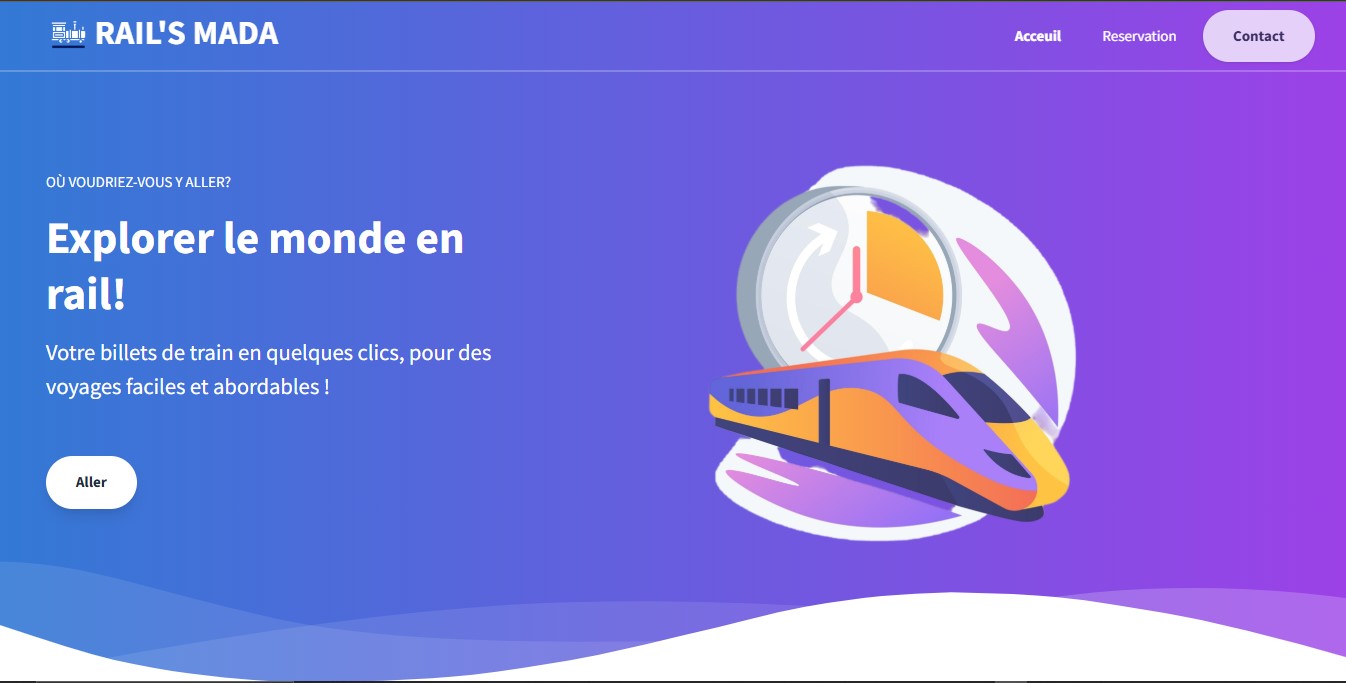 RAIL'S MADA
Acceuil
Reservation
Contact
OÙ VOUDRIEZ-VOUS Y ALLER?
Explorer le monde en
rail!
Votre billets de train en quelques clics, pour des
voyages faciles et abordables !
Aller